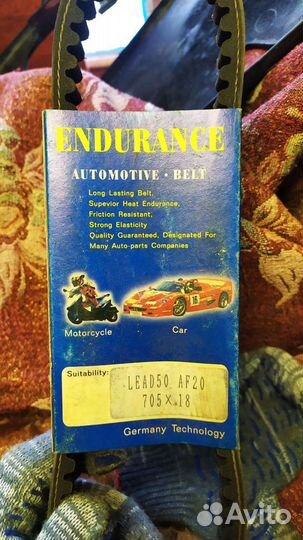 ENDURANCE
AUTOMOTIVE · BELT
Long Lasting Belt,
Supevior Heat Endurance,
Friction Resistant,
Strong Elasticity
Quality Guranteed, Designated For
Many Auto-parts Companies
Motorcycle
Car
Suitability:
LEAD50 AF20
705×18
Germany Technology
Avito